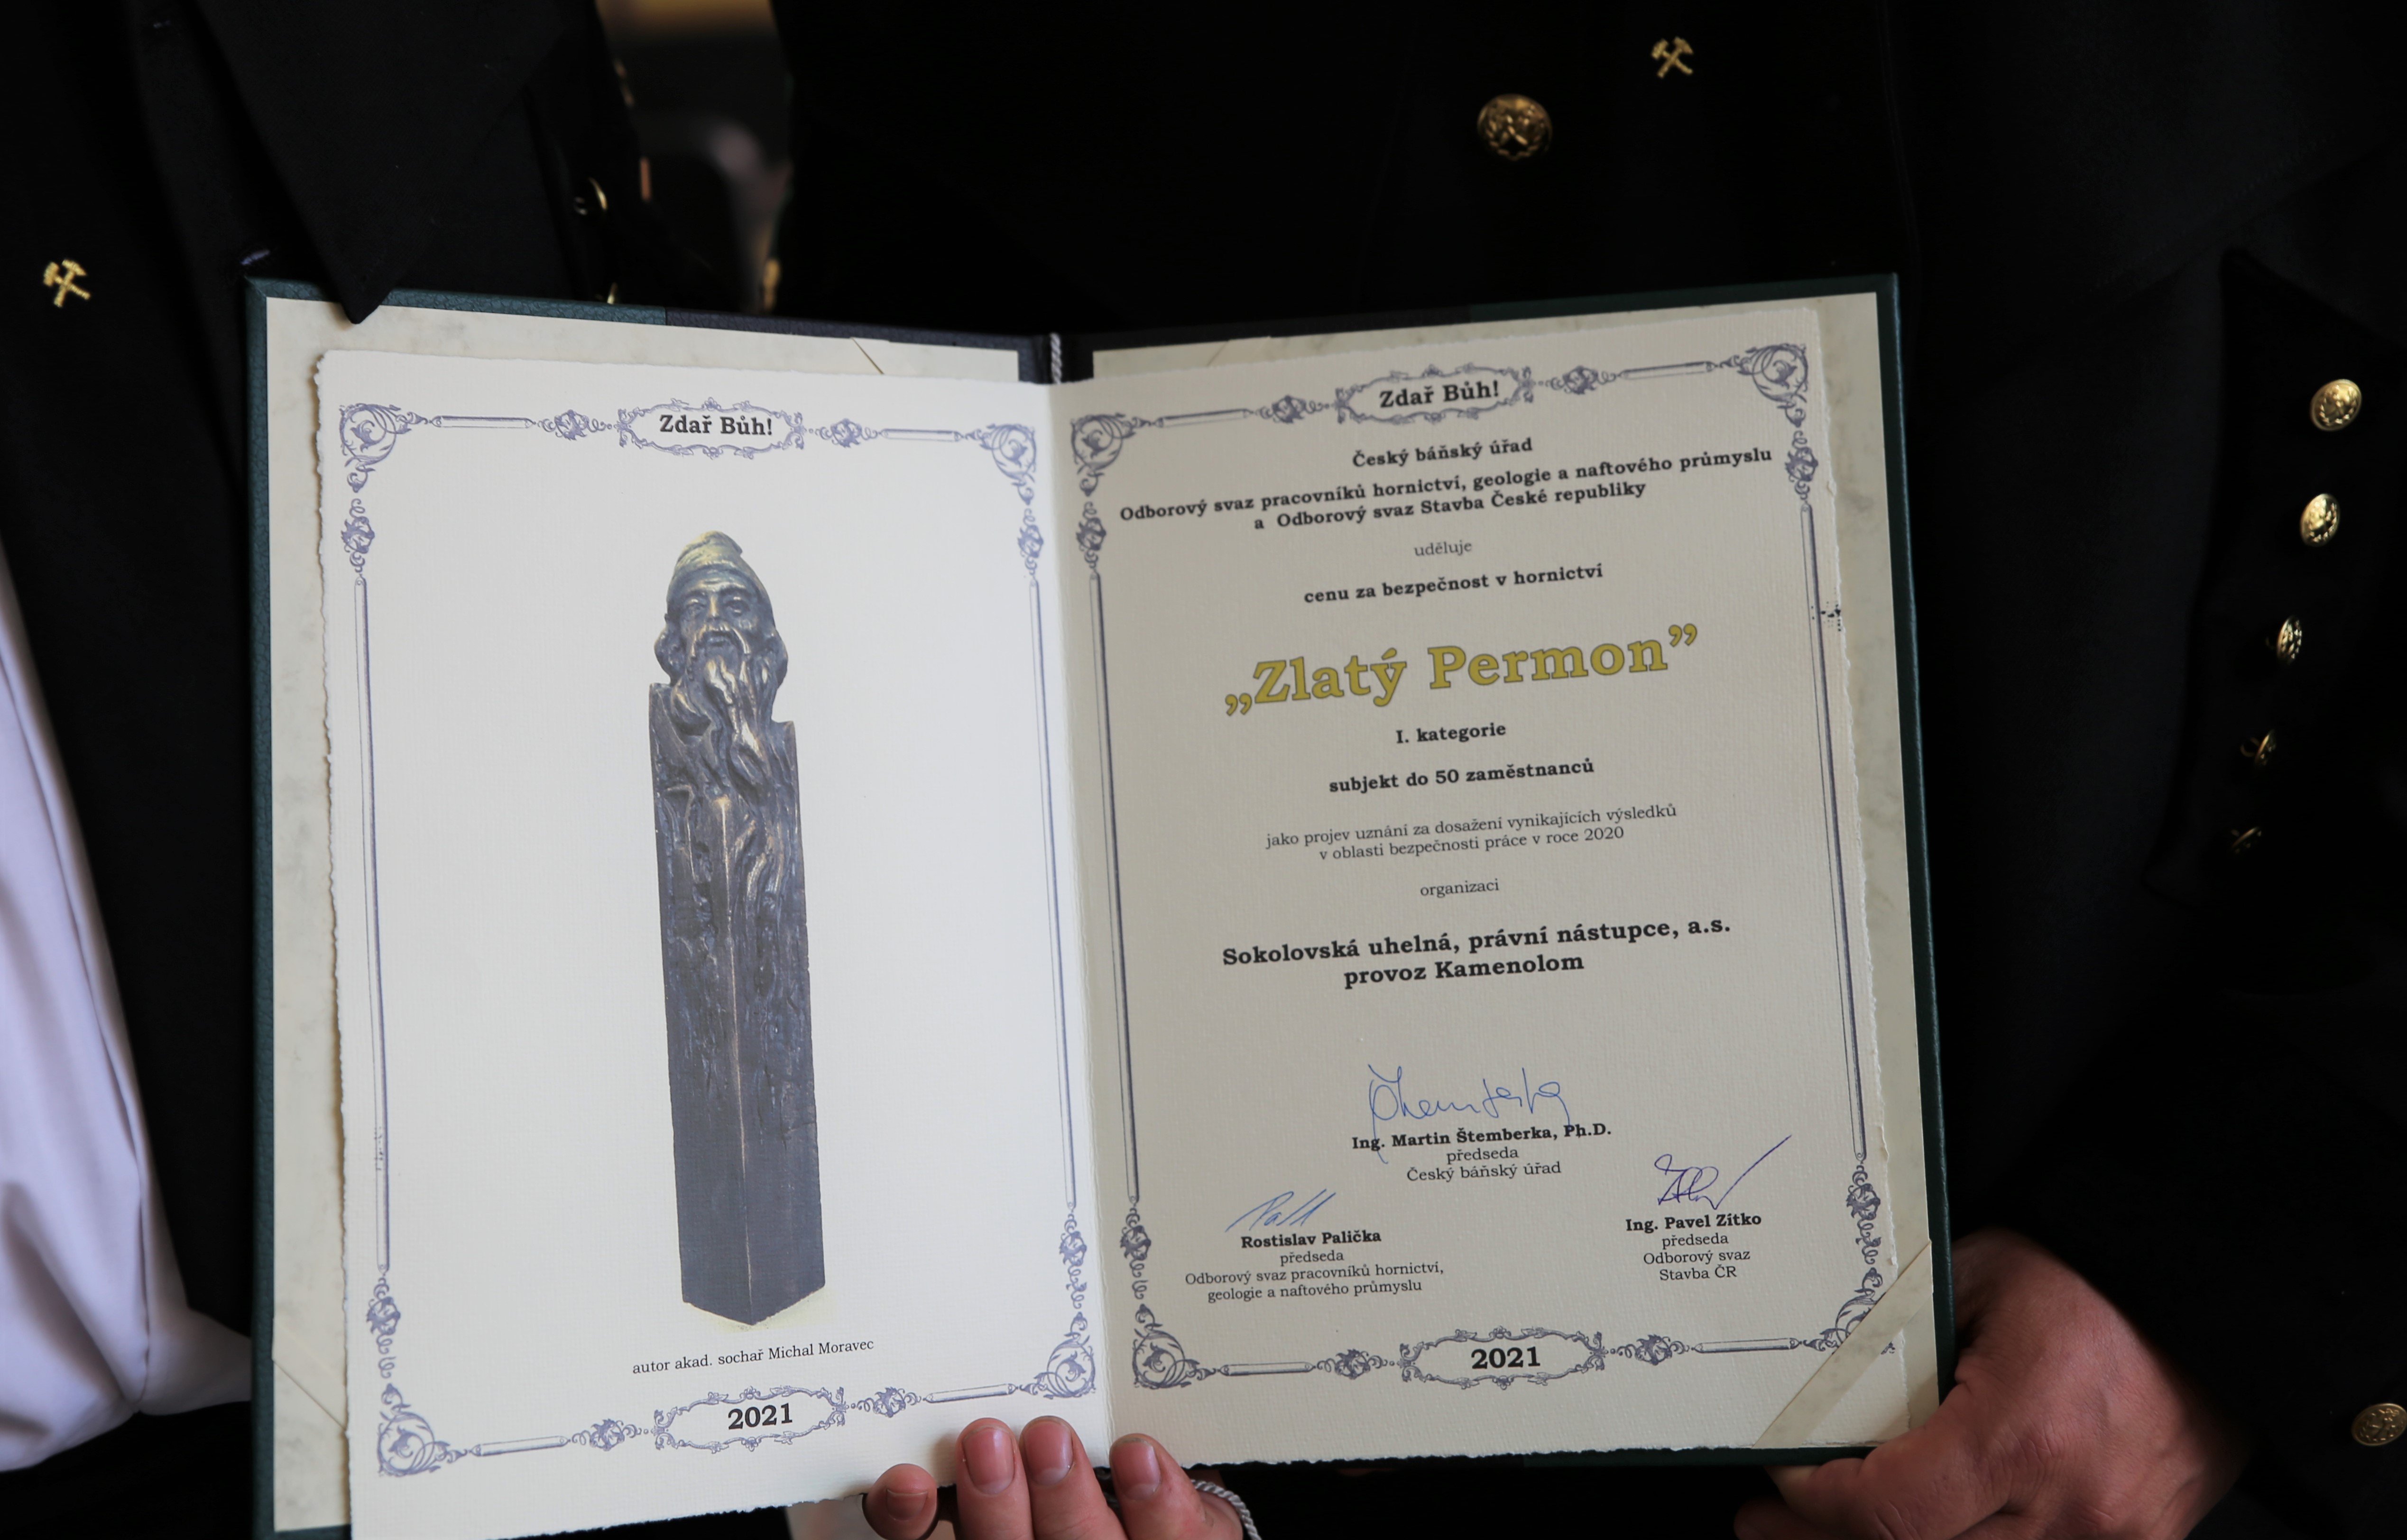 Zdař Bůh!
autor akad. sochař Michal Moravec
2021
Zdař Bůh!
Český báňský úřad
Odborový svaz pracovníků hornictví, geologie a naftového průmyslu
a Odborový svaz Stavba České republiky
uděluje
cenu za bezpečnost v hornictví
„Zlatý Permon”
I. kategorie
subjekt do 50 zaměstnanců
jako projev uznání za dosažení vynikajících výsledků
v oblasti bezpečnosti práce v roce 2020
organizaci
Sokolovská uhelná, právní nástupce, a.s.
provoz Kamenolom
Ing. Martin Štemberka, Ph.D.
předseda
Český báňský úřad
Rostislav Palička
předseda
Odborový svaz pracovníků hornictví,
geologie a naftového průmyslu
Ing. Pavel Zítko
předseda
Odborový svaz
Stavba ČR
2021